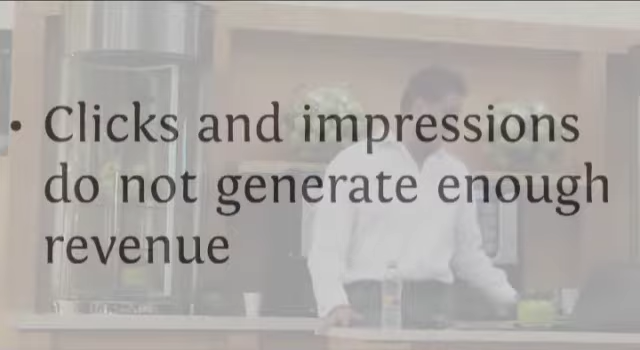 • Clicks and impressions
do not generate enough
revenue